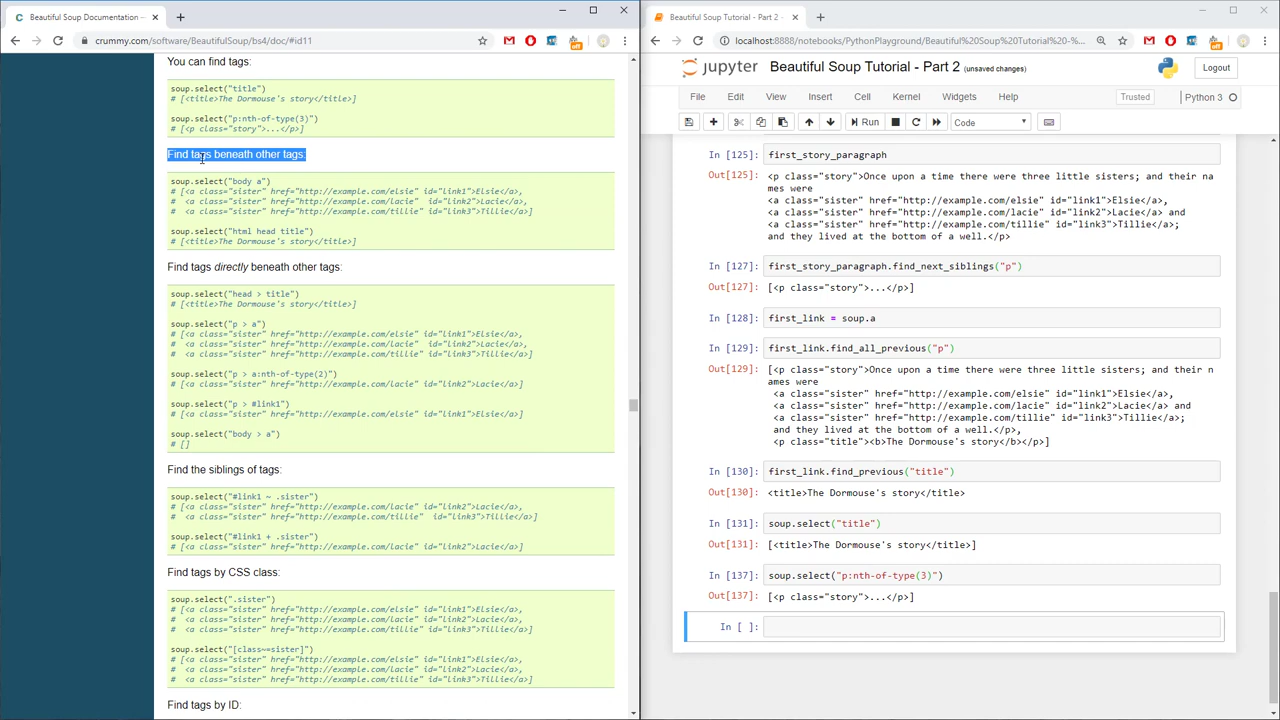 Beautiful Soup Documentation —
crummy.com/software/BeautifulSoup/bs4/doc/#id11
You can find tags:
soup.select("title")
# [<title>The Dormouse's story</title>]
soup.select("p:nth-of-type(3)")
# [<p class="story">...</p>]
Find tags beneath other tags:
soup.select("body a")
# [<a class="sister" href="http://example.com/elsie" id="link1">Elsie</a>,
#  <a class="sister" href="http://example.com/lacie"  id="link2">Lacie</a>,
#  <a class="sister" href="http://example.com/tillie" id="link3">Tillie</a>]
soup.select("html head title")
# [<title>The Dormouse's story</title>]
Find tags directly beneath other tags:
soup.select("head > title")
# [<title>The Dormouse's story</title>]
soup.select("p > a")
# [<a class="sister" href="http://example.com/elsie" id="link1">Elsie</a>,
#  <a class="sister" href="http://example.com/lacie"  id="link2">Lacie</a>,
#  <a class="sister" href="http://example.com/tillie" id="link3">Tillie</a>]
soup.select("p > a:nth-of-type(2)")
# [<a class="sister" href="http://example.com/lacie" id="link2">Lacie</a>]
soup.select("p > #link1")
# [<a class="sister" href="http://example.com/elsie" id="link1">Elsie</a>]
soup.select("body > a")
# []
Find the siblings of tags:
soup.select("#link1 ~ .sister")
# [<a class="sister" href="http://example.com/lacie" id="link2">Lacie</a>,
#  <a class="sister" href="http://example.com/tillie"  id="link3">Tillie</a>]
soup.select("#link1 + .sister")
# [<a class="sister" href="http://example.com/lacie" id="link2">Lacie</a>]
Find tags by CSS class:
soup.select(".sister")
# [<a class="sister" href="http://example.com/elsie" id="link1">Elsie</a>,
#  <a class="sister" href="http://example.com/lacie" id="link2">Lacie</a>,
#  <a class="sister" href="http://example.com/tillie" id="link3">Tillie</a>]
soup.select("[class~=sister]")
# [<a class="sister" href="http://example.com/elsie" id="link1">Elsie</a>,
#  <a class="sister" href="http://example.com/lacie" id="link2">Lacie</a>,
#  <a class="sister" href="http://example.com/tillie" id="link3">Tillie</a>]
Find tags by ID:
Beautiful Soup Tutorial - Part 2 -
localhost:8888/notebooks/PythonPlayground/Beautiful%20Soup%20Tutorial%20-%...
jupyter Beautiful Soup Tutorial - Part 2 (unsaved changes) Logout
File Edit View Insert Cell Kernel Widgets Help Trusted Python 3
Run Code
In [125]: first_story_paragraph
Out[125]: <p class="story">Once upon a time there were three little sisters; and their n
ames were
<a class="sister" href="http://example.com/elsie" id="link1">Elsie</a>,
<a class="sister" href="http://example.com/lacie" id="link2">Lacie</a> and
<a class="sister" href="http://example.com/tillie" id="link3">Tillie</a>;
and they lived at the bottom of a well.</p>
In [127]: first_story_paragraph.find_next_siblings("p")
Out[127]: [<p class="story">...</p>]
In [128]: first_link = soup.a
In [129]: first_link.find_all_previous("p")
Out[129]: [<p class="story">Once upon a time there were three little sisters; and their n
ames were
<a class="sister" href="http://example.com/elsie" id="link1">Elsie</a>,
<a class="sister" href="http://example.com/lacie" id="link2">Lacie</a> and
<a class="sister" href="http://example.com/tillie" id="link3">Tillie</a>;
and they lived at the bottom of a well.</p>,
<p class="title"><b>The Dormouse's story</b></p>]
In [130]: first_link.find_previous("title")
Out[130]: <title>The Dormouse's story</title>
In [131]: soup.select("title")
Out[131]: [<title>The Dormouse's story</title>]
In [137]: soup.select("p:nth-of-type(3)")
Out[137]: [<p class="story">...</p>]
In [ ]: